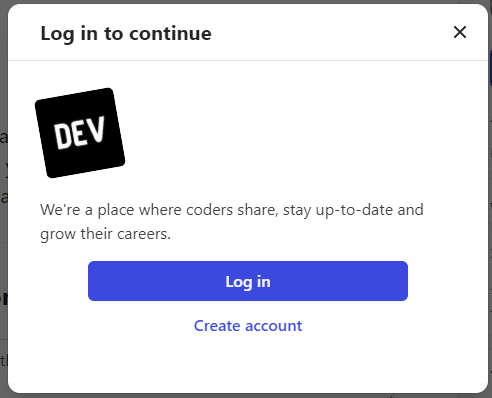 Log in to continue
DEV
We're a place where coders share, stay up-to-date and
grow their careers.
Log in
Create account